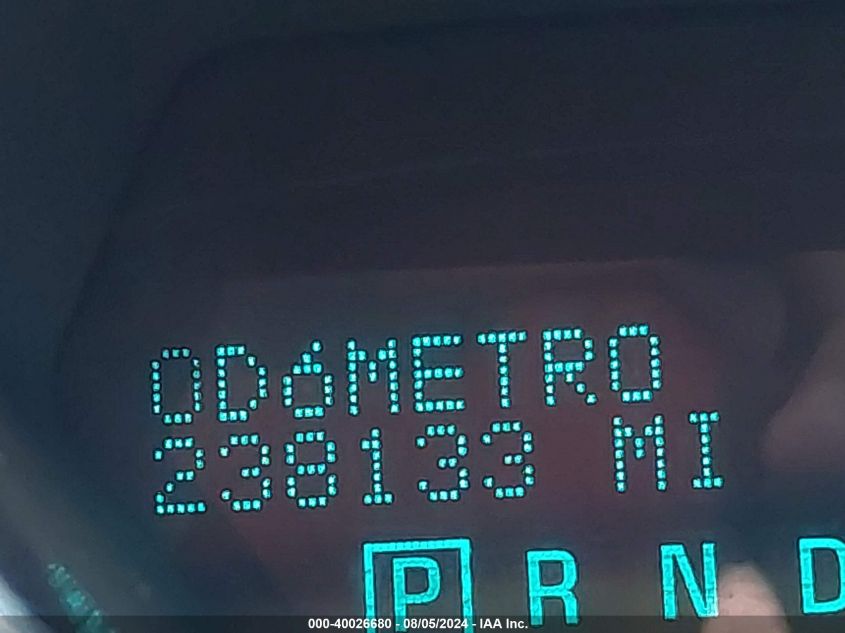 ODóMETRO
238133 MI
P R N D
000-40026680 - 08/05/2024 - IAA Inc.